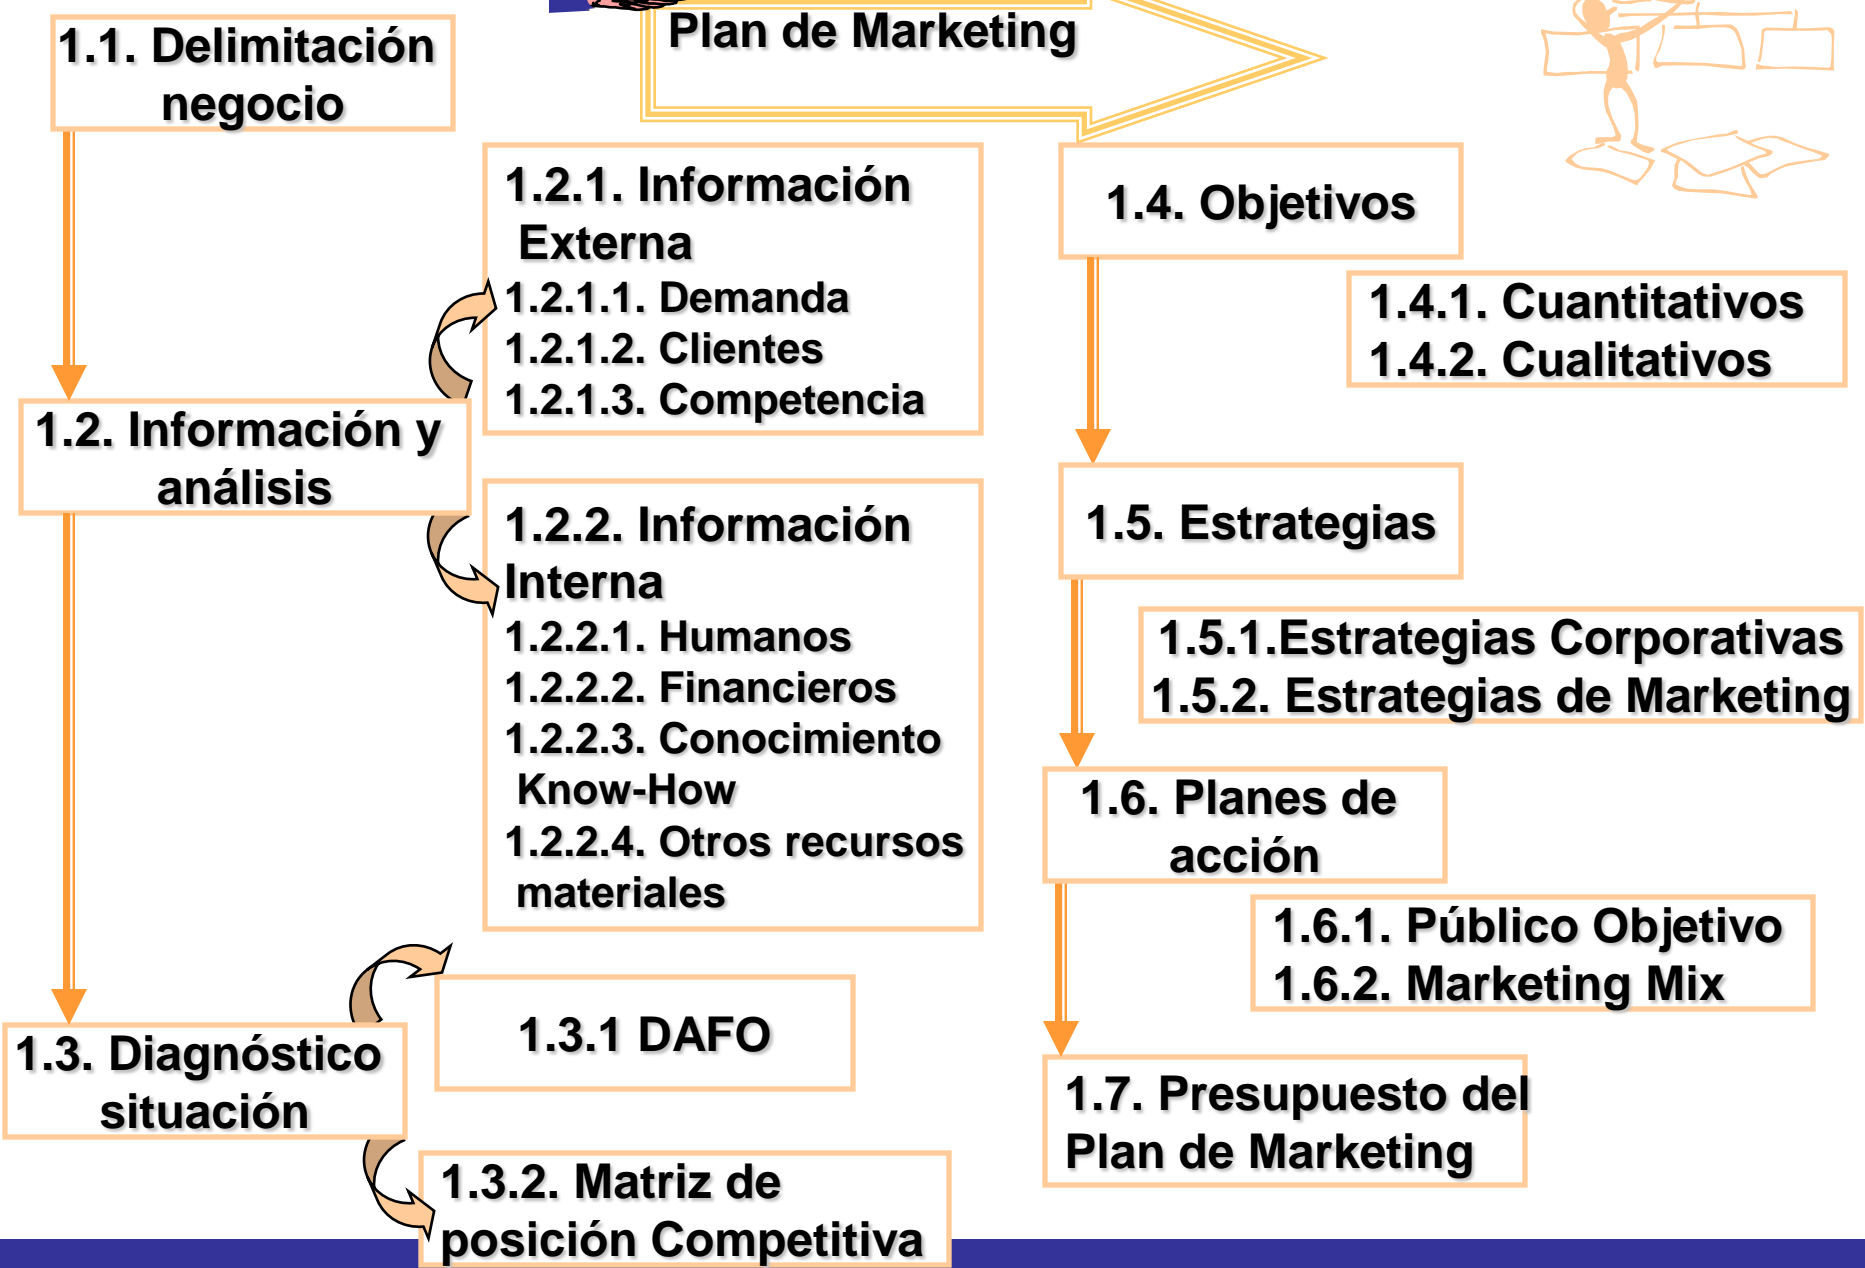 Plan de Marketing
1.1. Delimitación
negocio
1.2. Información y
análisis
1.2.1. Información
Externa
1.2.1.1. Demanda
1.2.1.2. Clientes
1.2.1.3. Competencia
1.2.2. Información
Interna
1.2.2.1. Humanos
1.2.2.2. Financieros
1.2.2.3. Conocimiento
Know-How
1.2.2.4. Otros recursos
materiales
1.3. Diagnóstico
situación
1.3.1 DAFO
1.3.2. Matriz de
posición Competitiva
1.4. Objetivos
1.4.1. Cuantitativos
1.4.2. Cualitativos
1.5. Estrategias
1.5.1.Estrategias Corporativas
1.5.2. Estrategias de Marketing
1.6. Planes de
acción
1.6.1. Público Objetivo
1.6.2. Marketing Mix
1.7. Presupuesto del
Plan de Marketing